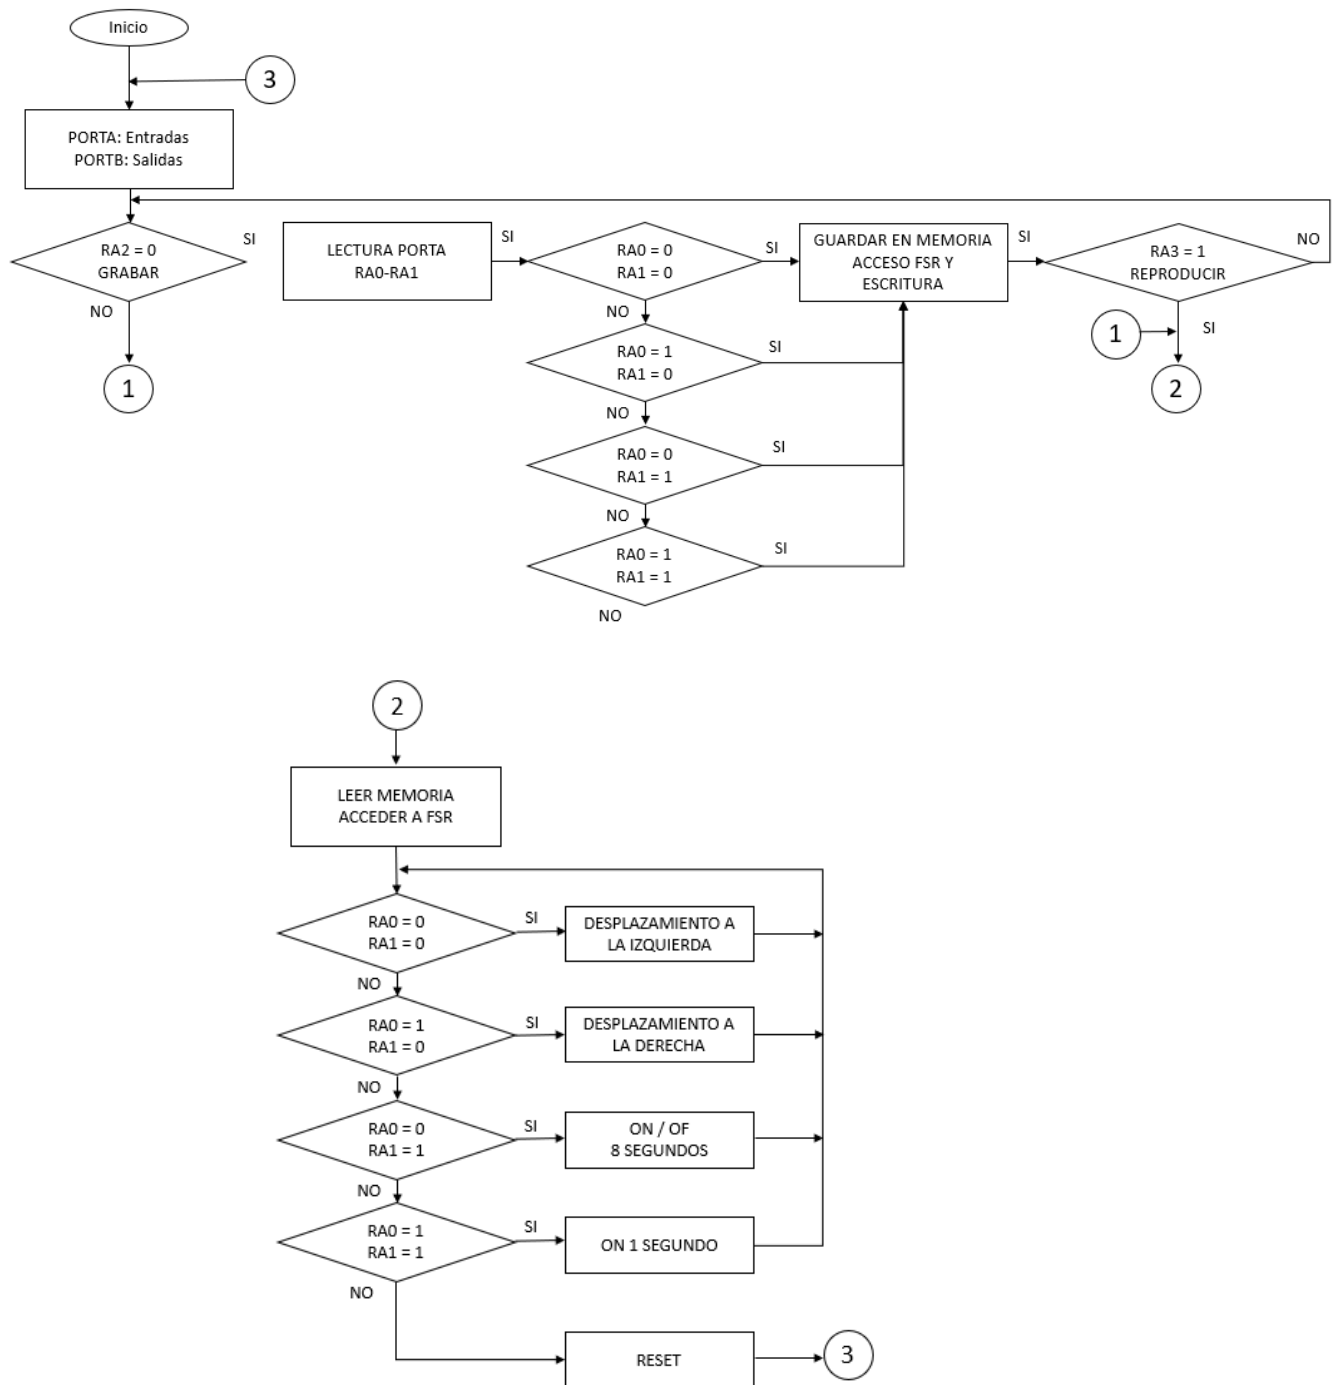 Inicio
3
PORTA: Entradas
PORTB: Salidas
RA2 = 0
GRABAR
SI
NO
1
LECTURA PORTA
RA0-RA1
SI
RA0 = 0
RA1 = 0
SI
NO
RA0 = 1
RA1 = 0
SI
NO
RA0 = 0
RA1 = 1
SI
NO
RA0 = 1
RA1 = 1
SI
NO
GUARDAR EN MEMORIA
ACCESO FSR Y
ESCRITURA
SI
RA3 = 1
REPRODUCIR
NO
SI
1
2
2
LEER MEMORIA
ACCEDER A FSR
RA0 = 0
RA1 = 0
SI
DESPLAZAMIENTO A
LA IZQUIERDA
NO
RA0 = 1
RA1 = 0
SI
DESPLAZAMIENTO A
LA DERECHA
NO
RA0 = 0
RA1 = 1
SI
ON / OF
8 SEGUNDOS
NO
RA0 = 1
RA1 = 1
SI
ON 1 SEGUNDO
NO
RESET
3